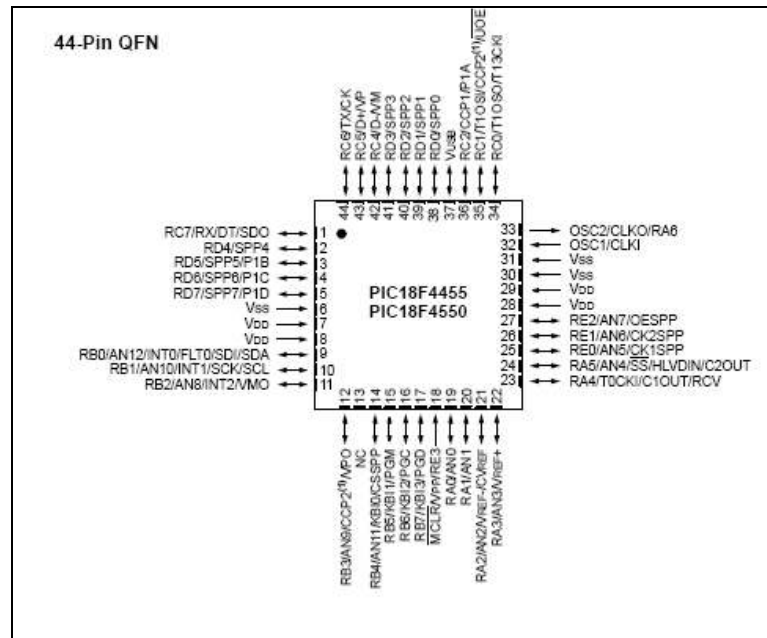 44-Pin QFN
RC6/TX/CK
RC5/D+/VP
RC4/D-/VM
RD3/SPP3
RD2/SPP2
RD1/SPP1
RD0/SPP0
VUSB
RC2/CCP1/P1A
RC1/T1OSI/CCP2(1)/UOE
RC0/T1OSO/T13CKI
44 43 42 41 40 39 38 37 36 35 34
RC7/RX/DT/SDO 1
RD4/SPP4 2
RD5/SPP5/P1B 3
RD6/SPP6/P1C 4
RD7/SPP7/P1D 5
VSS 6
VDD 7
VDD 8
RB0/AN12/INT0/FLT0/SDI/SDA 9
RB1/AN10/INT1/SCK/SCL 10
RB2/AN8/INT2/VMO 11
PIC18F4455
PIC18F4550
33 OSC2/CLKO/RA6
32 OSC1/CLKI
31 VSS
30 VSS
29 VDD
28 VDD
27 RE2/AN7/OESPP
26 RE1/AN6/CK2SPP
25 RE0/AN5/CK1SPP
24 RA5/AN4/SS/HLVDIN/C2OUT
23 RA4/T0CKI/C1OUT/RCV
12 13 14 15 16 17 18 19 20 21 22
RB3/AN9/CCP2(1)/VPO
NC
RB4/AN11/KBI0/CSSPP
RB5/KBI1/PGM
RB6/KBI2/PGC
RB7/KBI3/PGD
MCLR/VPP/RE3
RA0/AN0
RA1/AN1
RA2/AN2/VREF-/CVREF
RA3/AN3/VREF+